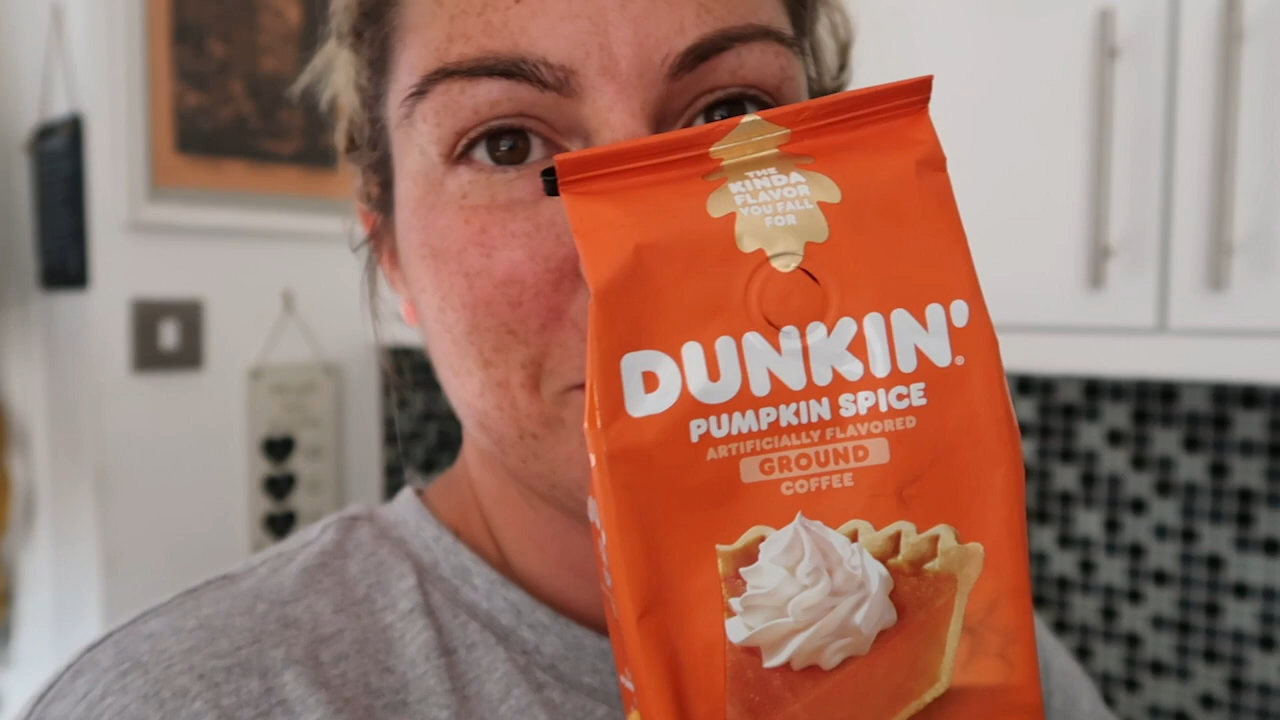 THE
KINDA
FLAVOR
YOU FALL
FOR
DUNKIN'®
PUMPKIN SPICE
ARTIFICIALLY FLAVORED
GROUND
COFFEE